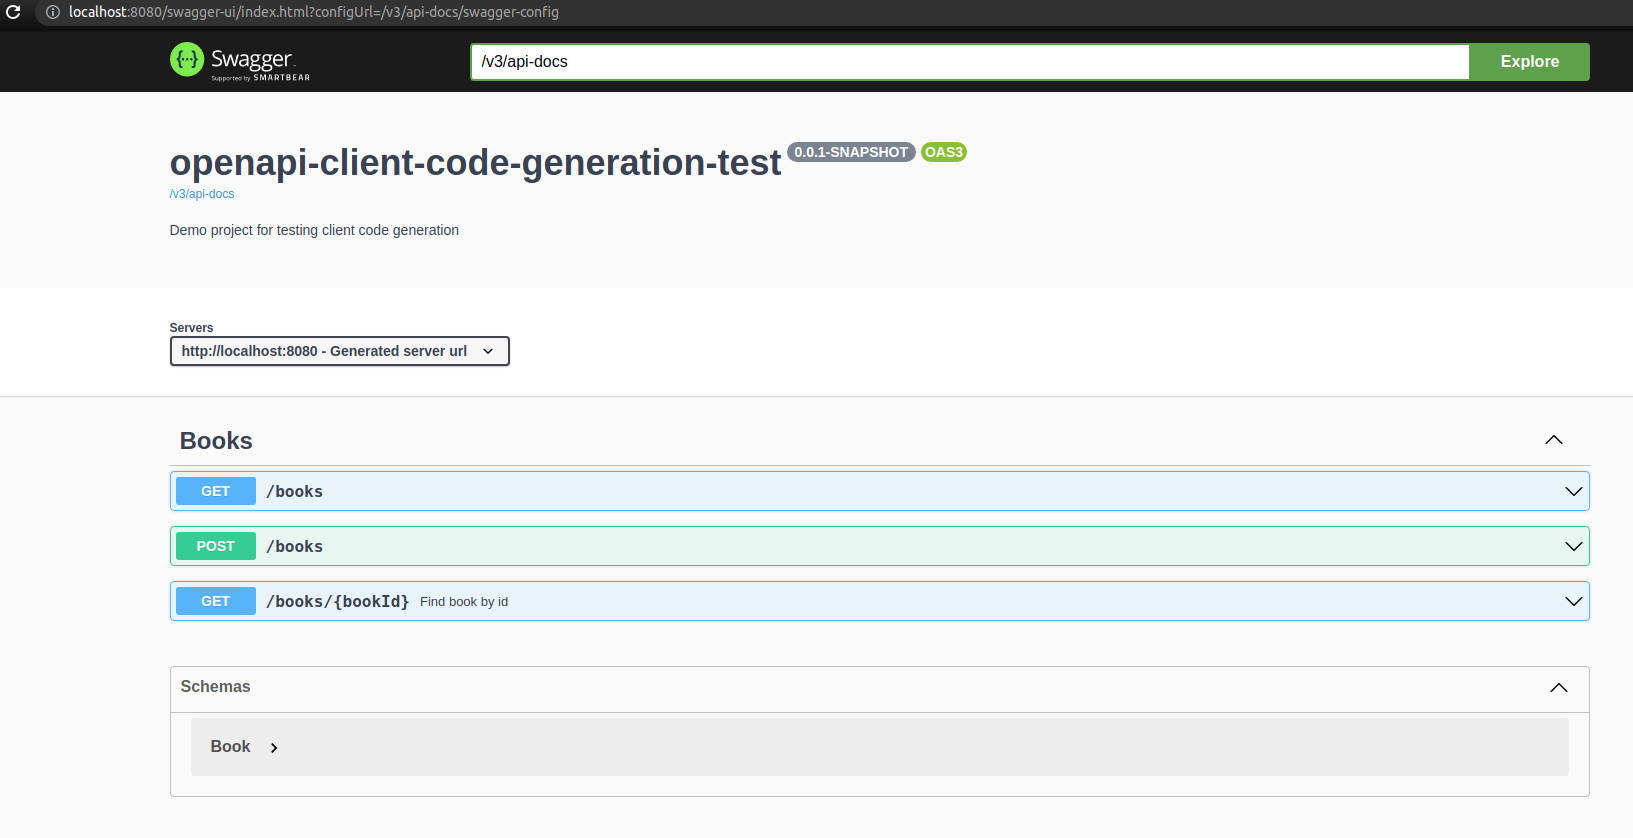 localhost:8080/swagger-ui/index.html?configUrl=/v3/api-docs/swagger-config
{···} Swagger
Supported by SMARTBEAR
/v3/api-docs
Explore
openapi-client-code-generation-test 0.0.1-SNAPSHOT OAS3
/v3/api-docs
Demo project for testing client code generation
Servers
http://localhost:8080 - Generated server url
Books
GET /books
POST /books
GET /books/{bookId} Find book by id
Schemas
Book